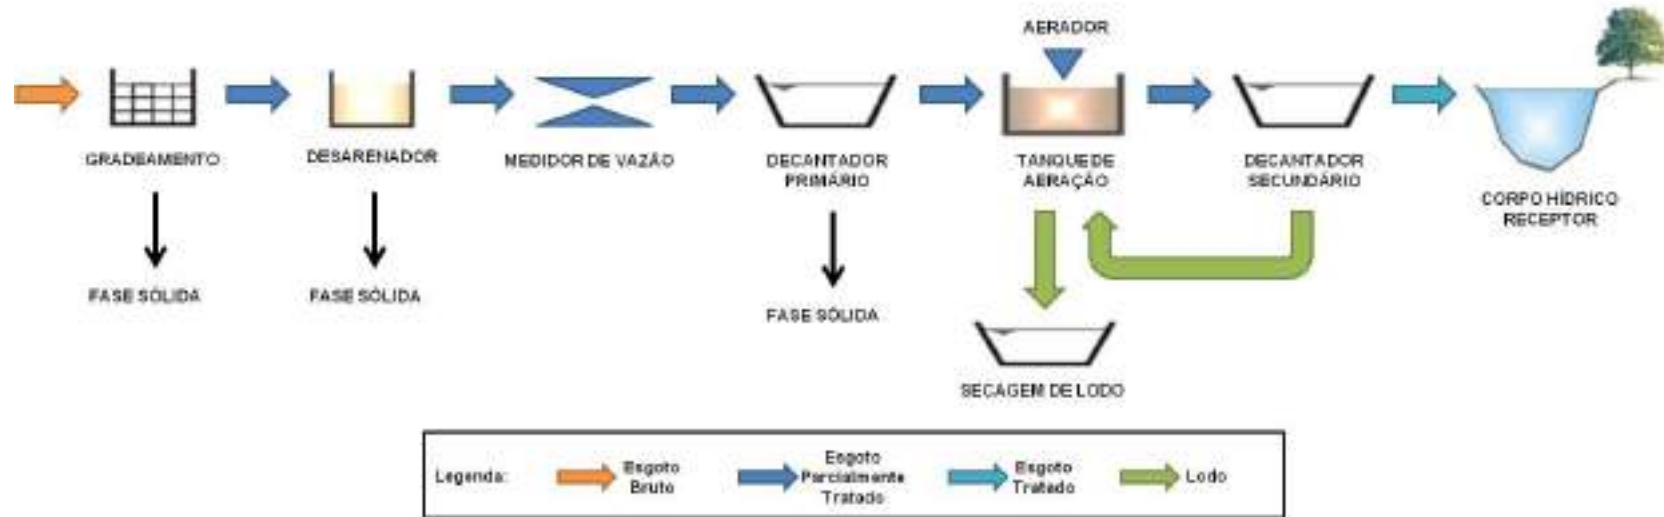 AERADOR
GRADEAMENTO
DESARENADOR
MEDIDOR DE VAZÃO
DECANTADOR
PRIMÁRIO
TANQUE DE
AERAÇÃO
DECANTADOR
SECUNDÁRIO
CORPO HÍDRICO
RECEPTOR
FASE SÓLIDA
FASE SÓLIDA
FASE SÓLIDA
SECAGEM DE LODO
Legenda:
Esgoto
Bruto
Esgoto
Parcialmente
Tratado
Esgoto
Tratado
Lodo